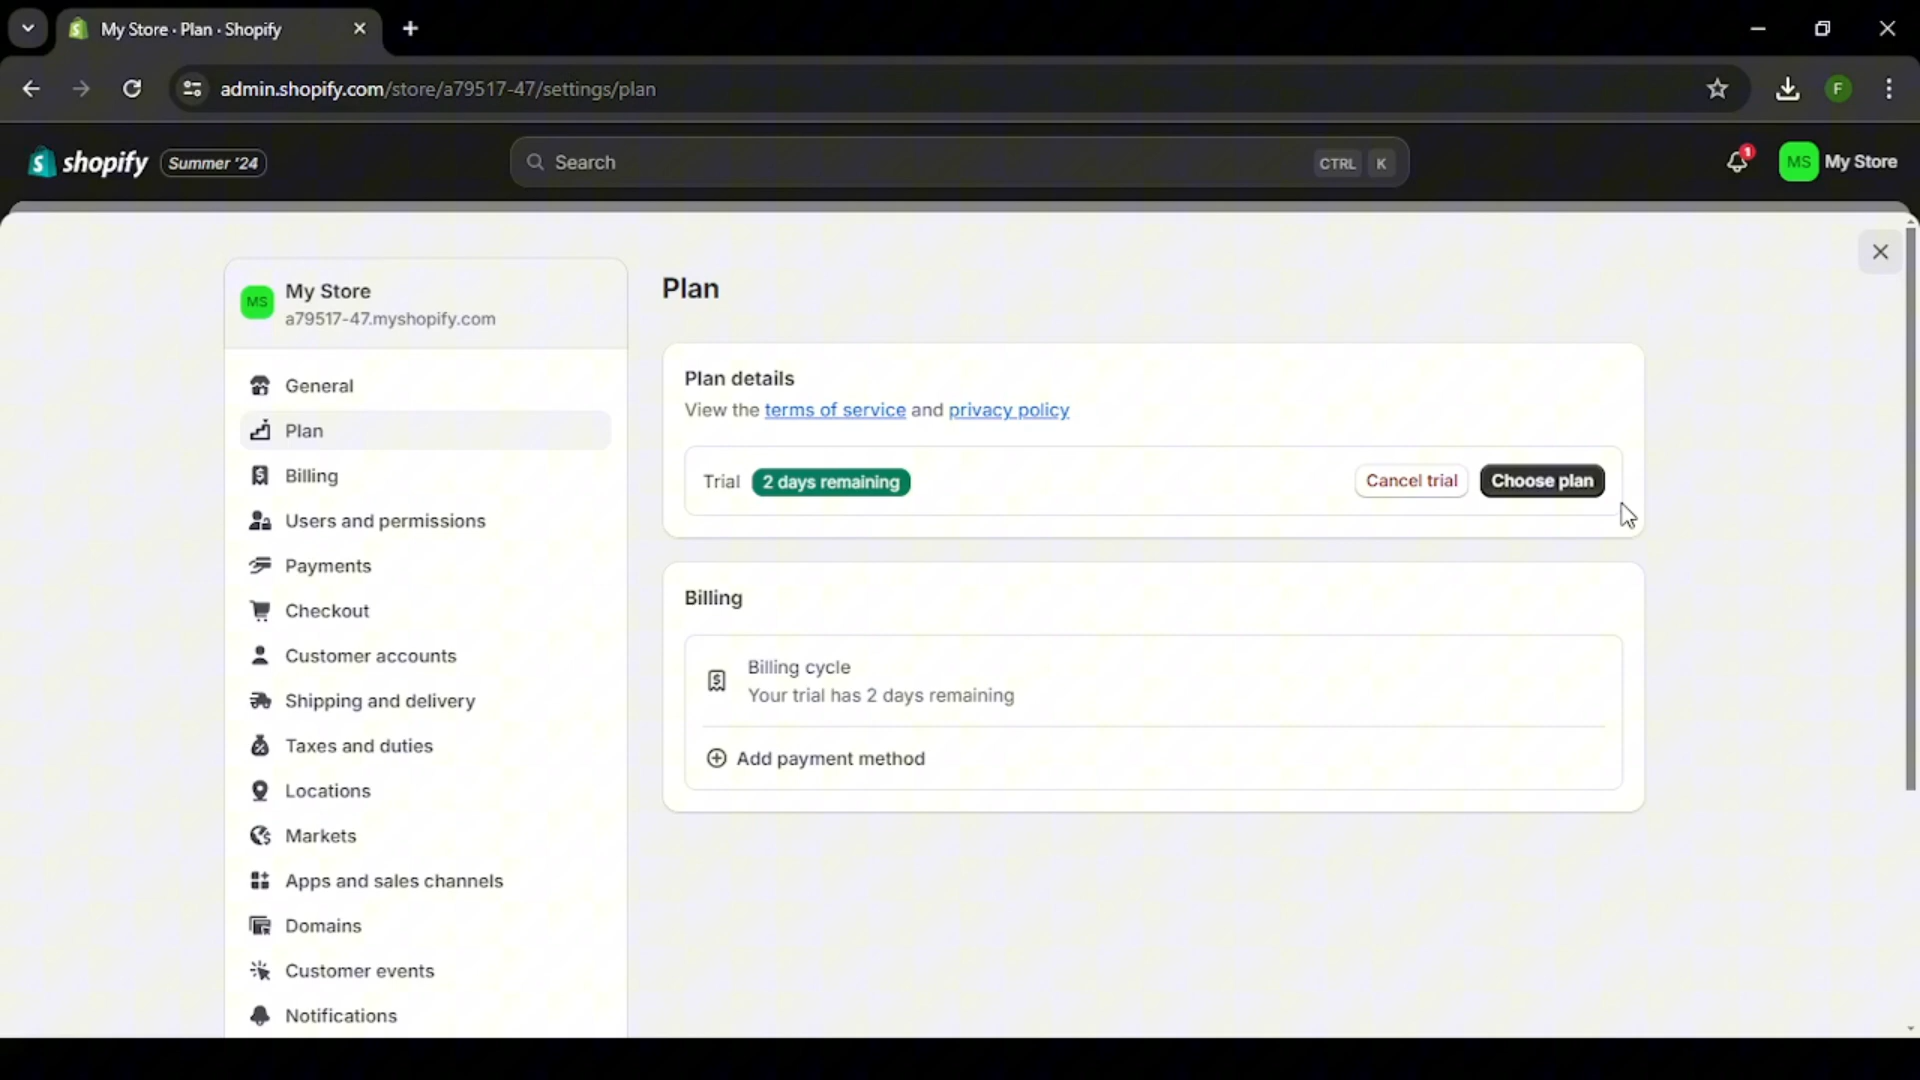 My Store · Plan · Shopify
admin.shopify.com/store/a79517-47/settings/plan
F
shopify
Summer '24
Search
CTRL K
1
MS
My Store
MS
My Store
a79517-47.myshopify.com
General
Plan
Billing
Users and permissions
Payments
Checkout
Customer accounts
Shipping and delivery
Taxes and duties
Locations
Markets
Apps and sales channels
Domains
Customer events
Notifications
Plan
Plan details
View the terms of service and privacy policy
Trial 2 days remaining
Cancel trial
Choose plan
Billing
Billing cycle
Your trial has 2 days remaining
Add payment method